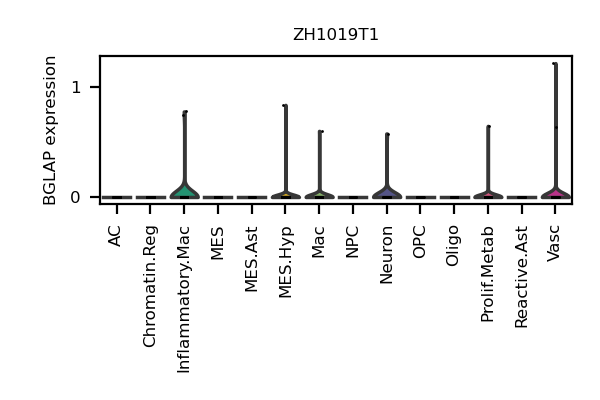 ZH1019T1
BGLAP expression
1
0
AC
Chromatin.Reg
Inflammatory.Mac
MES
MES.Ast
MES.Hyp
Mac
NPC
Neuron
OPC
Oligo
Prolif.Metab
Reactive.Ast
Vasc